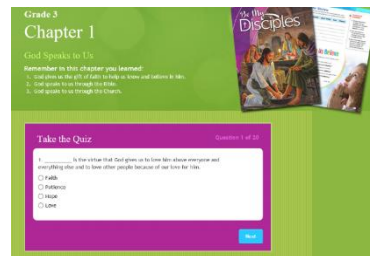 Grade 3
Chapter 1
God Speaks to Us
Remember in this chapter you learned:
1. God gives us the gift of faith to help us know and believe in him.
2. God speaks to us through the Bible.
3. God speaks to us through the Church.
Be My
Disciples
Take the Quiz
Question 1 of 20
1. ________ is the virtue that God gives us to love him above everyone and
everything else and to love other people because of our love for him.
Faith
Patience
Hope
Love
Next